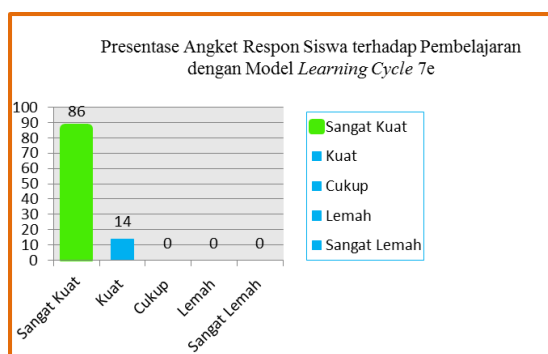 Presentase Angket Respon Siswa terhadap Pembelajaran
dengan Model Learning Cycle 7e
100
90
80
70
60
50
40
30
20
10
0
86
14
0
0
0
Sangat Kuat
Kuat
Cukup
Lemah
Sangat Lemah
Sangat Kuat
Kuat
Cukup
Lemah
Sangat Lemah